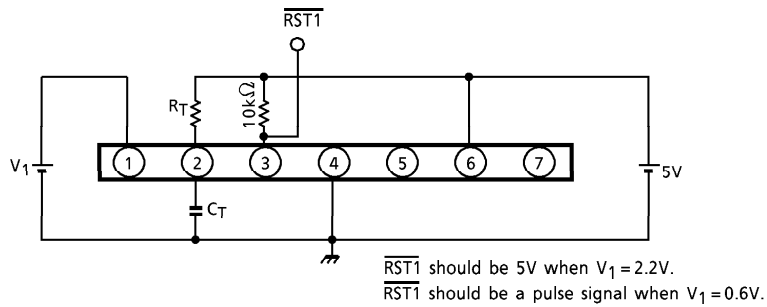 RST1
RT
10kΩ
V1
1 2 3 4 5 6 7
5V
CT
RST1 should be 5V when V1 = 2.2V.
RST1 should be a pulse signal when V1 = 0.6V.